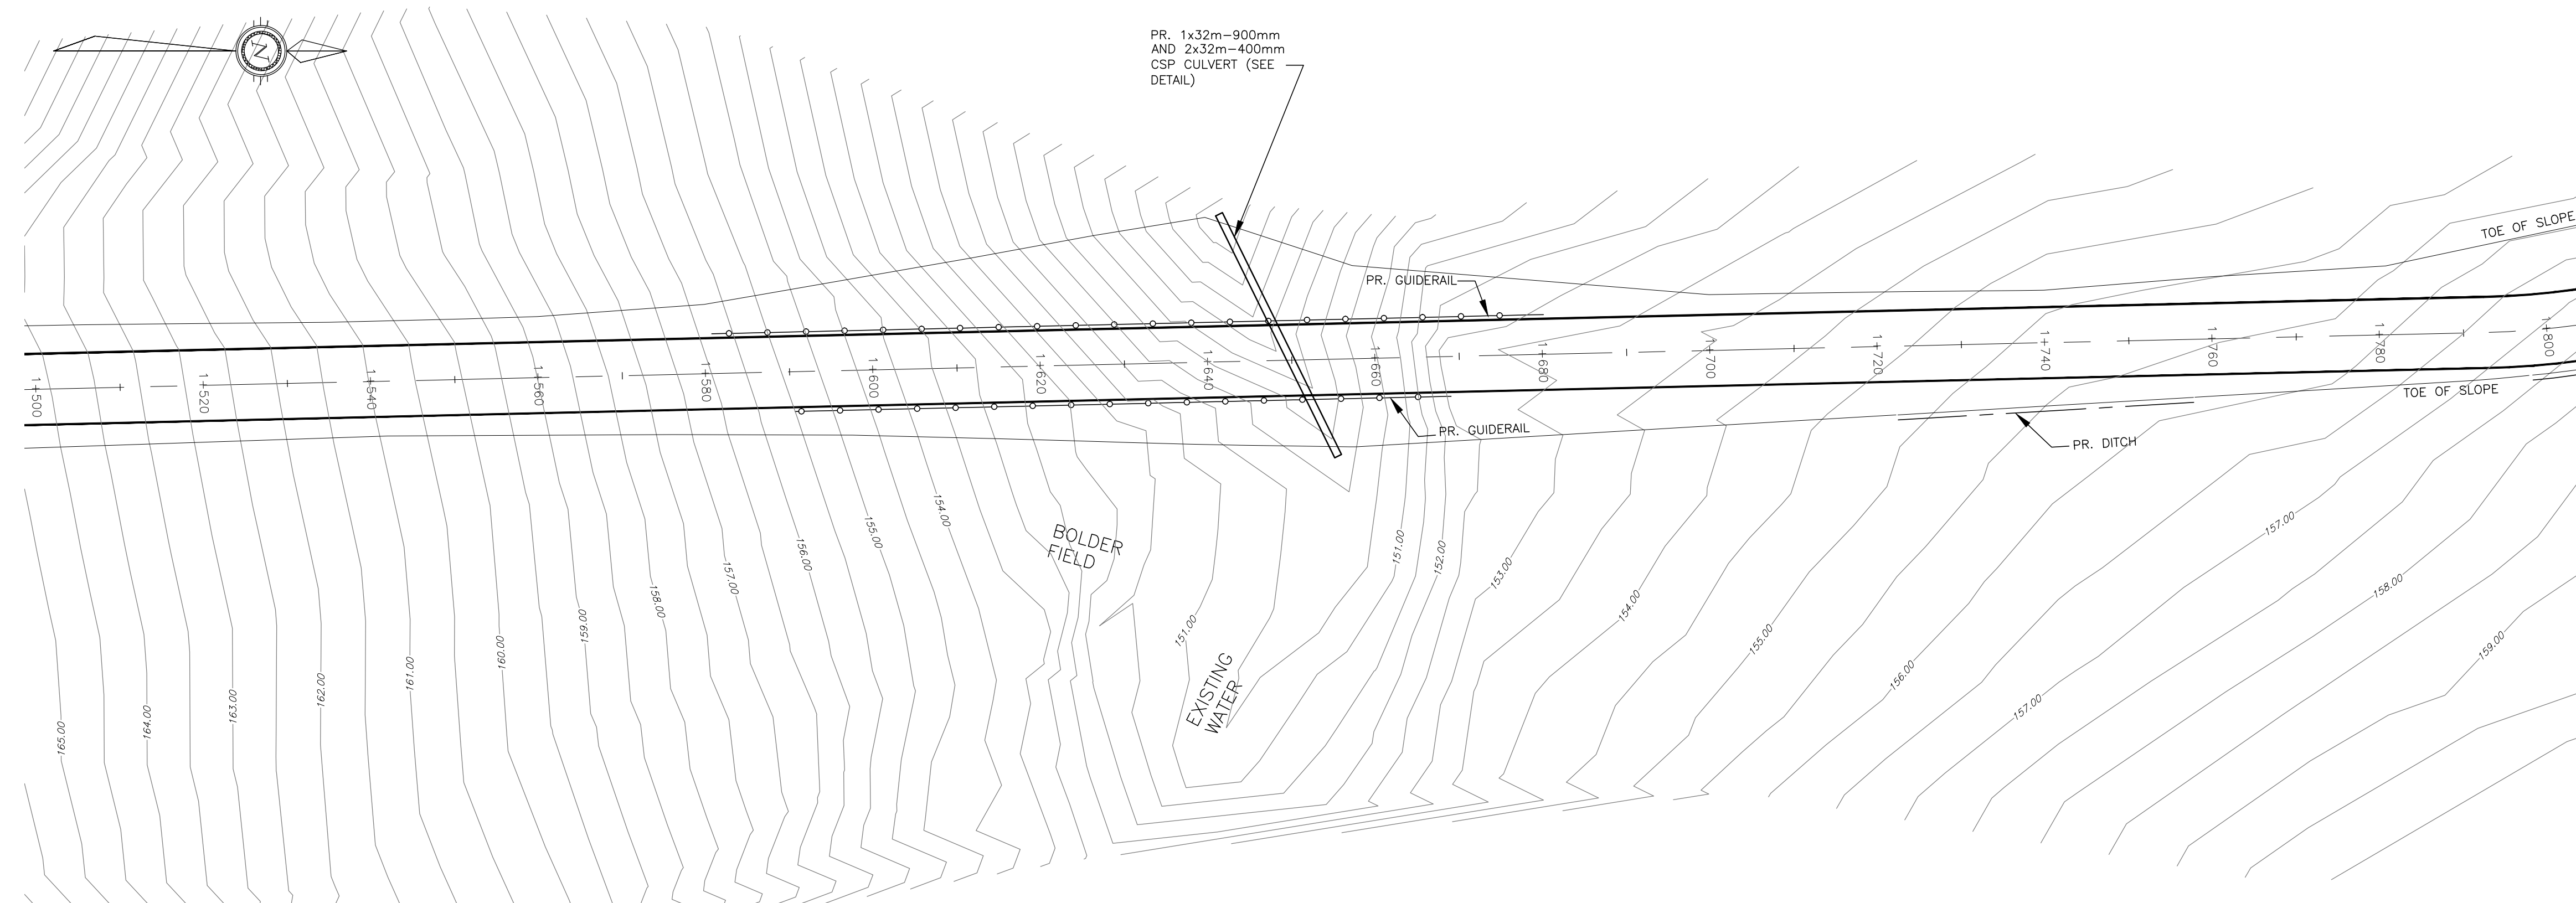 N
PR. 1x32m-900mm
AND 2x32m-400mm
CSP CULVERT (SEE
DETAIL)
TOE OF SLOPE
PR. GUIDERAIL
1+500
1+520
1+540
1+560
1+580
1+600
1+620
1+640
1+660
1+680
1+700
1+720
1+740
1+760
1+780
1+800
TOE OF SLOPE
PR. GUIDERAIL
PR. DITCH
BOLDER
FIELD
EXISTING
WATER
165.00
164.00
163.00
162.00
161.00
160.00
159.00
158.00
157.00
156.00
155.00
154.00
151.00
151.00
152.00
153.00
154.00
155.00
156.00
157.00
157.00
158.00
159.00